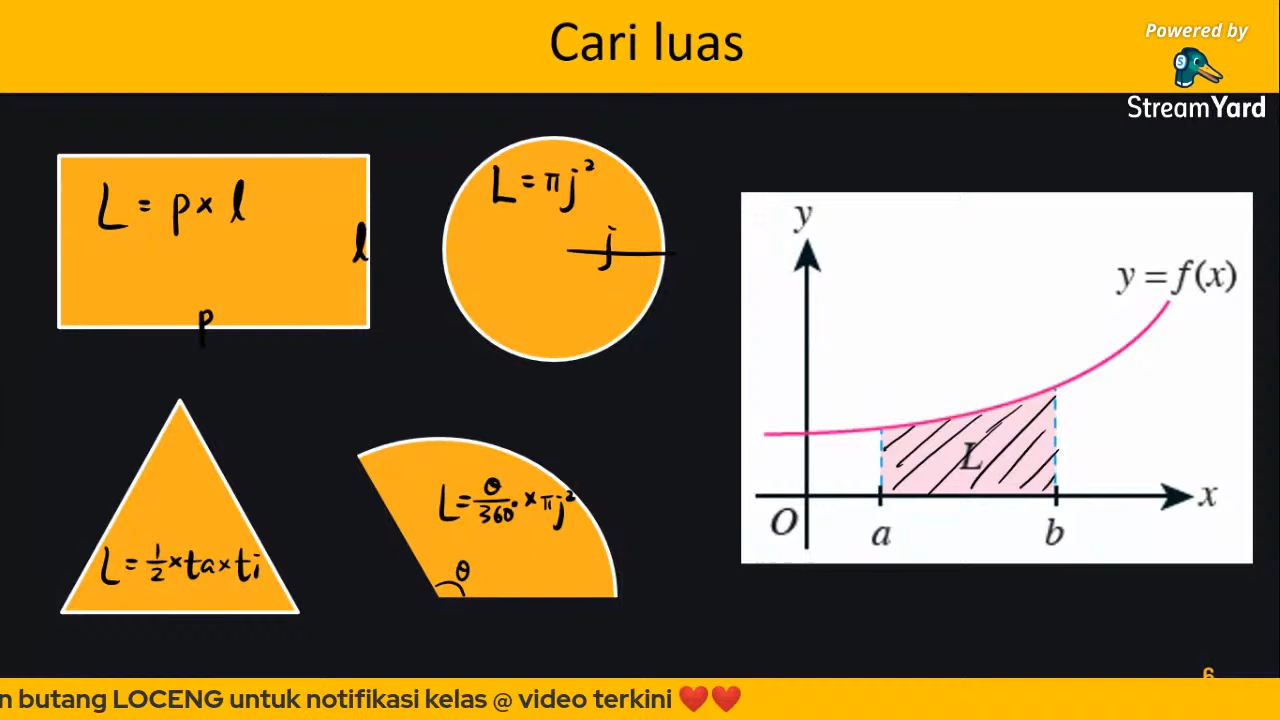 Cari luas
Powered by
StreamYard
L = p × l
l
p
L = πj²
j
L = 1/2 × ta × ti
L = θ/360° × πj²
θ
y
y = f(x)
L
O
a
b
x
6
n butang LOCENG untuk notifikasi kelas @ video terkini ❤️❤️